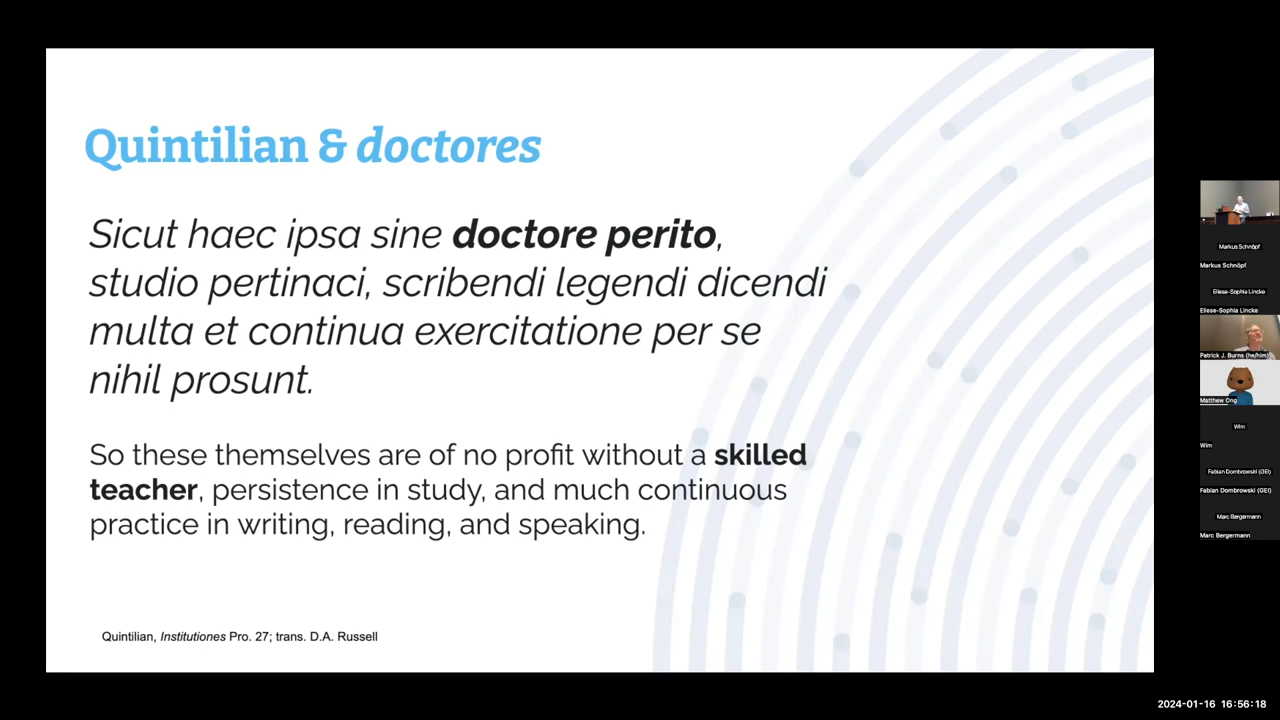 Quintilian & doctores
Sicut haec ipsa sine doctore perito,
studio pertinaci, scribendi legendi dicendi
multa et continua exercitatione per se
nihil prosunt.
So these themselves are of no profit without a skilled
teacher, persistence in study, and much continuous
practice in writing, reading, and speaking.
Quintilian, Institutiones Pro. 27; trans. D.A. Russell
Markus Schnöpf
Markus Schnöpf
Eliese-Sophia Lincke
Eliese-Sophia Lincke
Patrick J. Burns (he/him)
Matthew Ong
Wim
Wim
Fabian Dombrowski (GEI)
Fabian Dombrowski (GEI)
Marc Bergermann
Marc Bergermann
2024-01-16 16:56:18